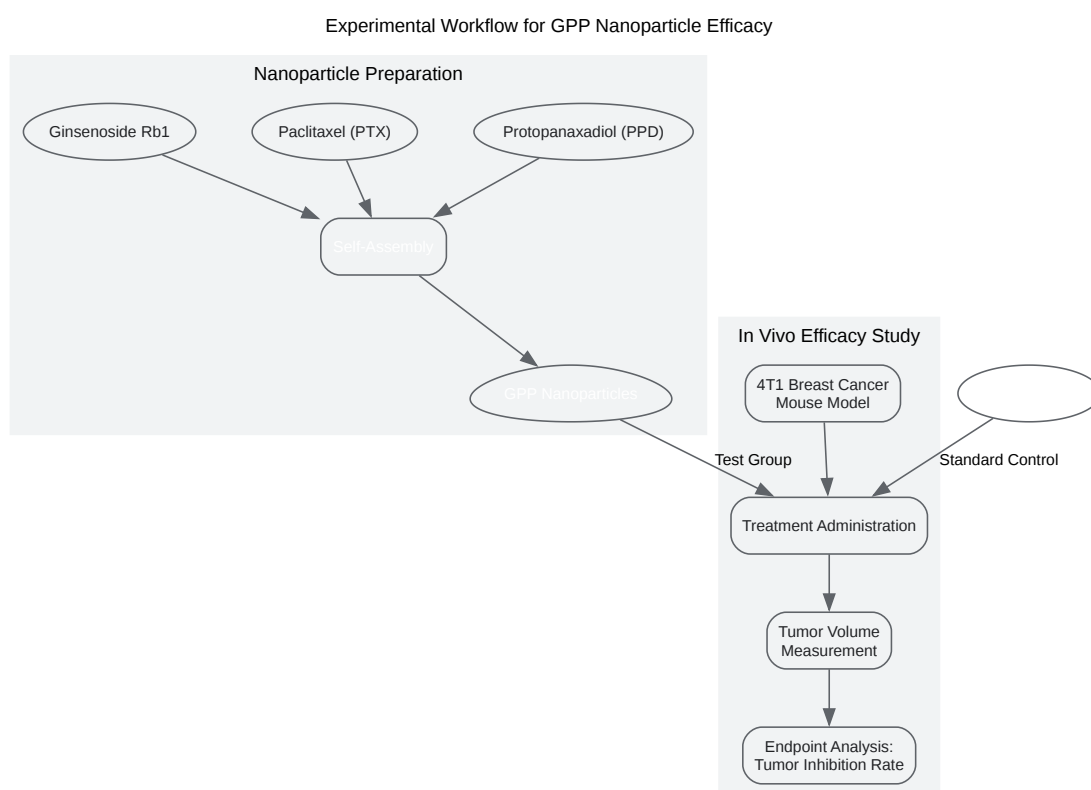 Experimental Workflow for GPP Nanoparticle Efficacy
Nanoparticle Preparation
Ginsenoside Rb1
Paclitaxel (PTX)
Protopanaxadiol (PPD)
Self-Assembly
GPP Nanoparticles
In Vivo Efficacy Study
4T1 Breast Cancer
Mouse Model
Test Group
Standard Control
Treatment Administration
Tumor Volume
Measurement
Endpoint Analysis:
Tumor Inhibition Rate